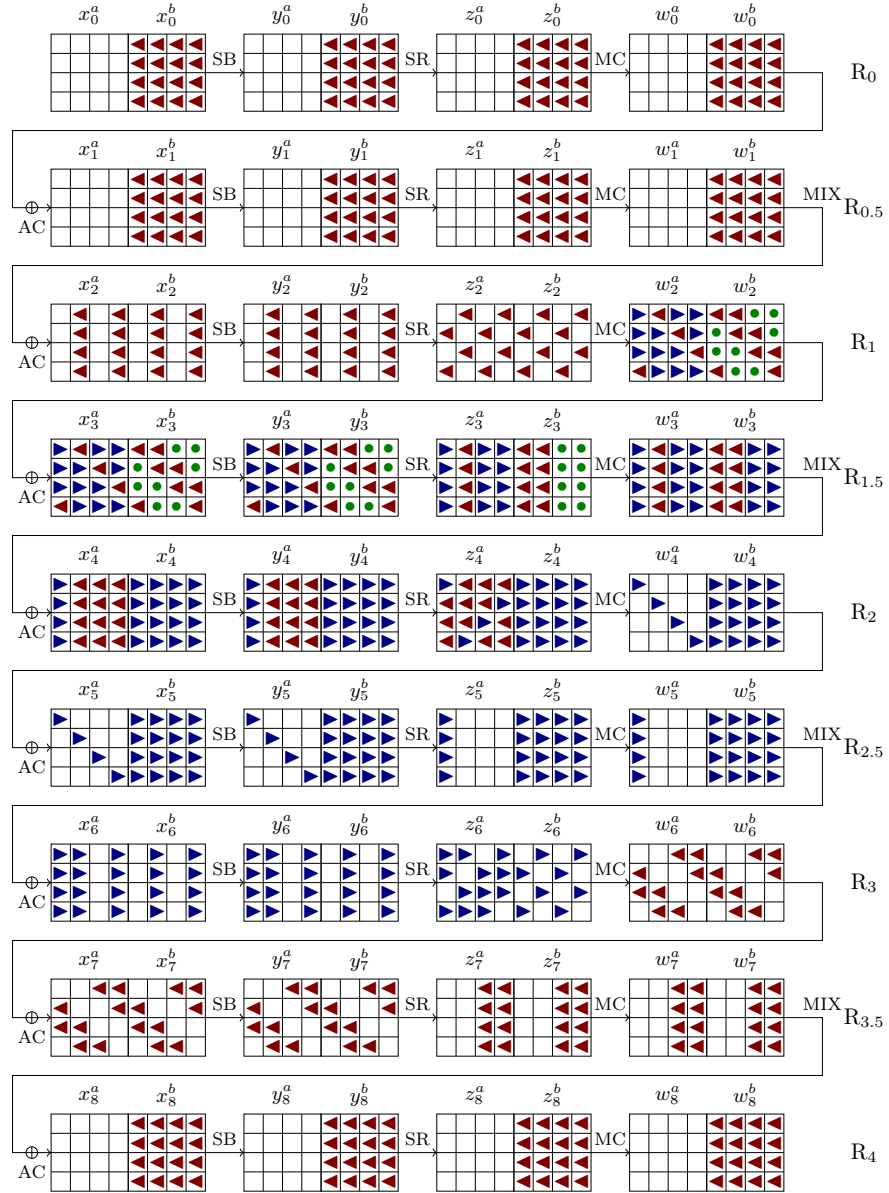 x_0^a x_0^b y_0^a y_0^b z_0^a z_0^b w_0^a w_0^b
SB SR MC R_0
x_1^a x_1^b y_1^a y_1^b z_1^a z_1^b w_1^a w_1^b
AC SB SR MC MIX R_{0.5}
x_2^a x_2^b y_2^a y_2^b z_2^a z_2^b w_2^a w_2^b
AC SB SR MC R_1
x_3^a x_3^b y_3^a y_3^b z_3^a z_3^b w_3^a w_3^b
AC SB SR MC MIX R_{1.5}
x_4^a x_4^b y_4^a y_4^b z_4^a z_4^b w_4^a w_4^b
AC SB SR MC R_2
x_5^a x_5^b y_5^a y_5^b z_5^a z_5^b w_5^a w_5^b
AC SB SR MC MIX R_{2.5}
x_6^a x_6^b y_6^a y_6^b z_6^a z_6^b w_6^a w_6^b
AC SB SR MC R_3
x_7^a x_7^b y_7^a y_7^b z_7^a z_7^b w_7^a w_7^b
AC SB SR MC MIX R_{3.5}
x_8^a x_8^b y_8^a y_8^b z_8^a z_8^b w_8^a w_8^b
AC SB SR MC R_4